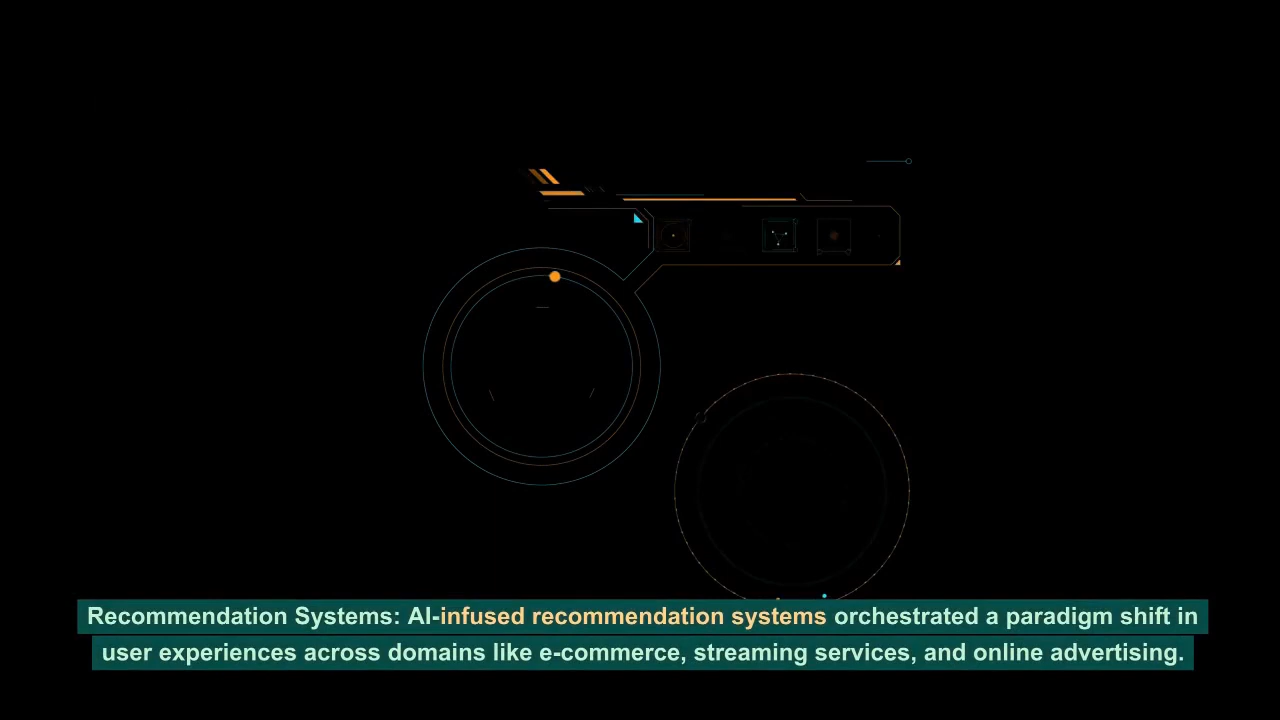 Recommendation Systems: AI-infused recommendation systems orchestrated a paradigm shift in
user experiences across domains like e-commerce, streaming services, and online advertising.